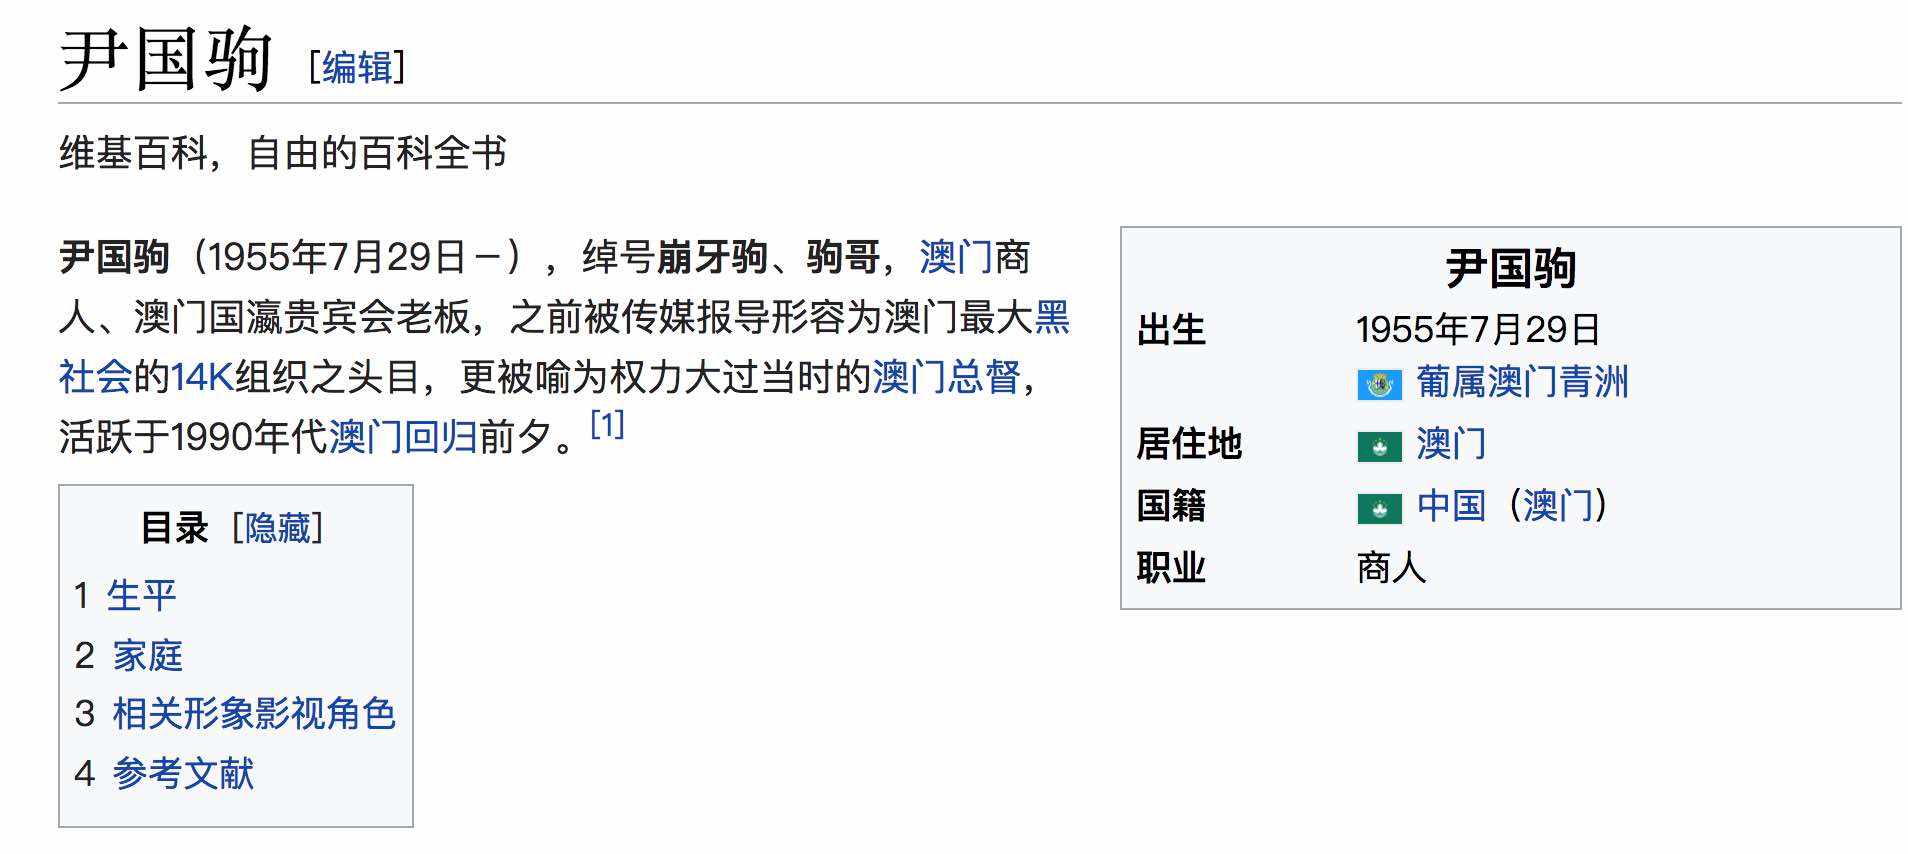 尹国驹 [编辑]
维基百科，自由的百科全书
尹国驹（1955年7月29日－），绰号崩牙驹、驹哥，澳门商
人、澳门国瀛贵宾会老板，之前被传媒报导形容为澳门最大黑
社会的14K组织之头目，更被喻为权力大过当时的澳门总督，
活跃于1990年代澳门回归前夕。[1]
目录 [隐藏]
1 生平
2 家庭
3 相关形象影视角色
4 参考文献
尹国驹
出生 1955年7月29日
葡属澳门青洲
居住地 澳门
国籍 中国（澳门）
职业 商人